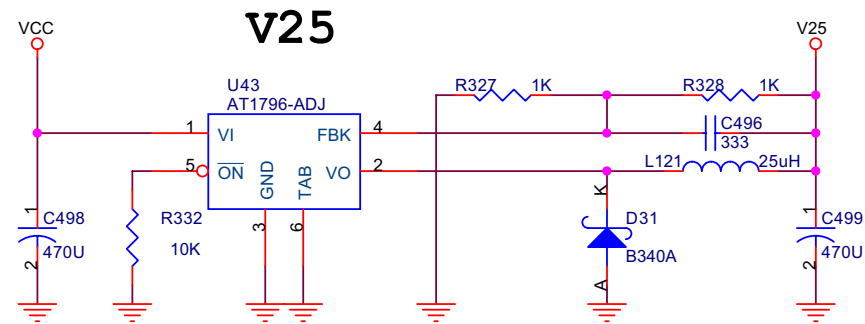 V25
VCC
V25
U43
AT1796-ADJ
R327
1K
R328
1K
1
VI
FBK
4
C496
333
5
ON
VO
2
L121
25uH
GND
TAB
3
6
1
C498
470U
2
R332
10K
K
D31
B340A
A
1
C499
470U
2